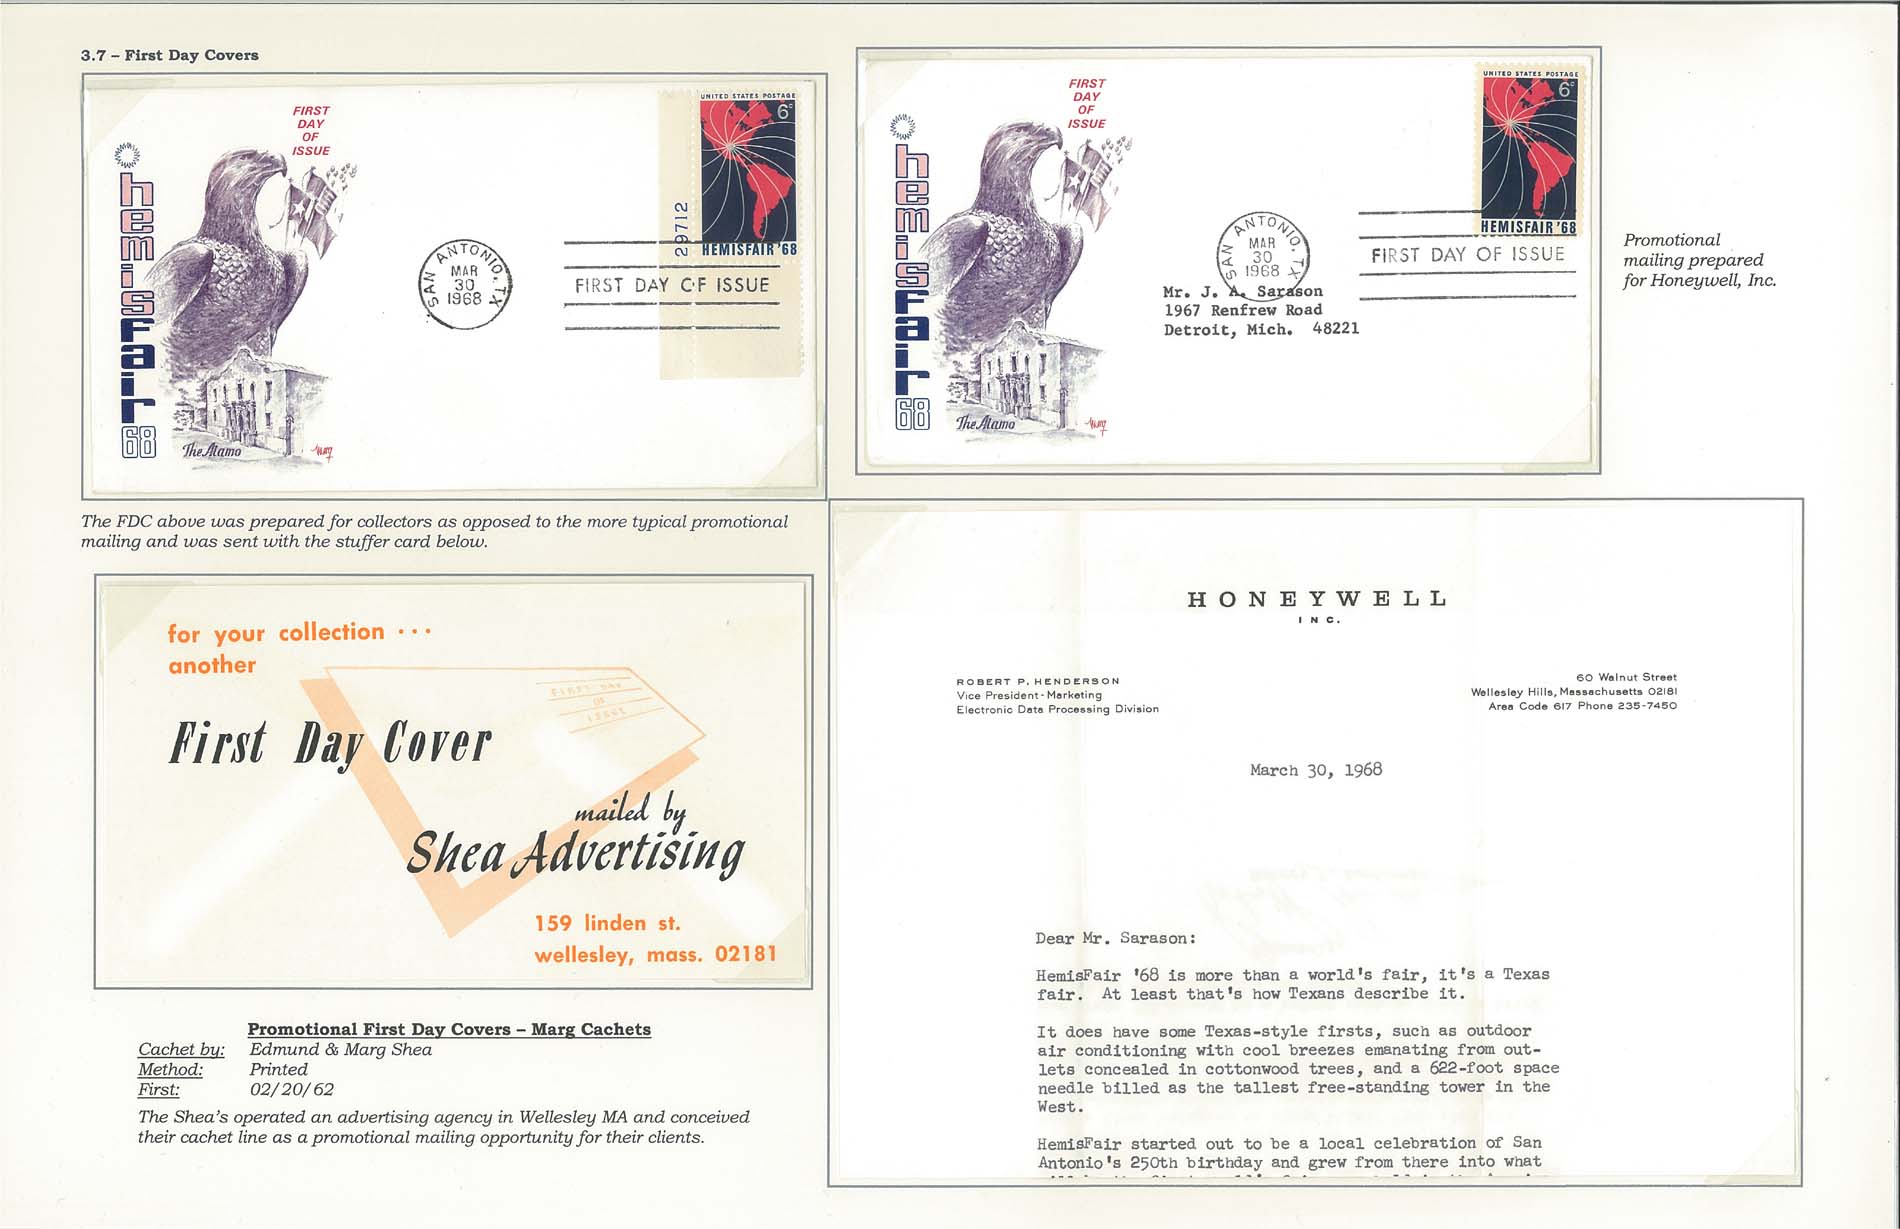 3.7 – First Day Covers
FIRST
DAY
OF
ISSUE
hemisFair
68
The Alamo
Marg
SAN ANTONIO, TX
MAR
30
1968
FIRST DAY OF ISSUE
29712
UNITED STATES POSTAGE
6c
HEMISFAIR '68
FIRST
DAY
OF
ISSUE
hemisFair
68
The Alamo
Marg
SAN ANTONIO, TX
MAR
30
1968
FIRST DAY OF ISSUE
UNITED STATES POSTAGE
6c
HEMISFAIR '68
Mr. J. A. Sarason
1967 Renfrew Road
Detroit, Mich. 48221
Promotional
mailing prepared
for Honeywell, Inc.
The FDC above was prepared for collectors as opposed to the more typical promotional
mailing and was sent with the stuffer card below.
for your collection ...
another
FIRST DAY
OF
ISSUE
First Day Cover
mailed by
Shea Advertising
159 linden st.
wellesley, mass. 02181
Promotional First Day Covers – Marg Cachets
Cachet by: Edmund & Marg Shea
Method: Printed
First: 02/20/62
The Shea's operated an advertising agency in Wellesley MA and conceived
their cachet line as a promotional mailing opportunity for their clients.
HONEYWELL
INC.
ROBERT P. HENDERSON
Vice President-Marketing
Electronic Data Processing Division
60 Walnut Street
Wellesley Hills, Massachusetts 02181
Area Code 617 Phone 235-7450
March 30, 1968
Dear Mr. Sarason:
HemisFair '68 is more than a world's fair, it's a Texas
fair. At least that's how Texans describe it.
It does have some Texas-style firsts, such as outdoor
air conditioning with cool breezes emanating from out-
lets concealed in cottonwood trees, and a 622-foot space
needle billed as the tallest free-standing tower in the
West.
HemisFair started out to be a local celebration of San
Antonio's 250th birthday and grew from there into what